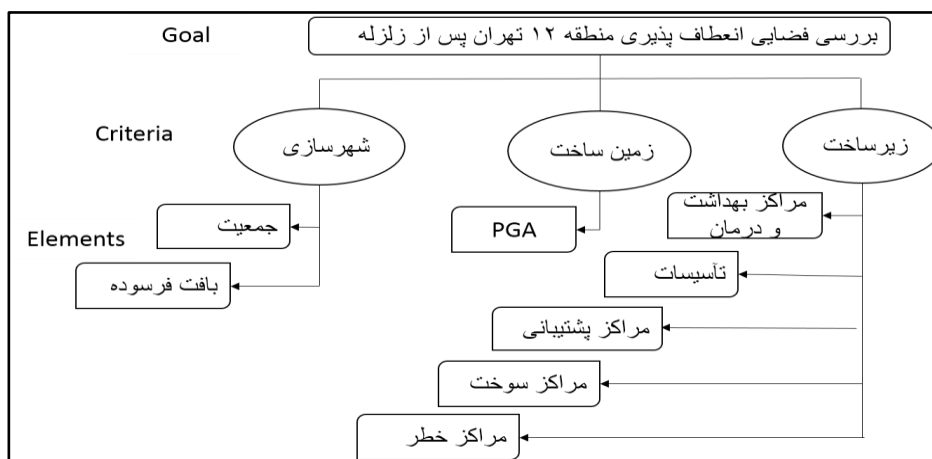 Goal
بررسی فضایی انعطاف پذیری منطقه ۱۲ تهران پس از زلزله
Criteria
زیرساخت
زمین ساخت
شهرسازی
Elements
مراکز بهداشت
و درمان
تآسیسات
مراکز پشتیبانی
مراکز سوخت
مراکز خطر
PGA
جمعیت
بافت فرسوده